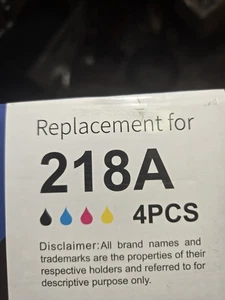 Replacement for
218A
4PCS
Disclaimer:All brand names and
trademarks are the properties of their
respective holders and referred to for
descriptive purpose only.